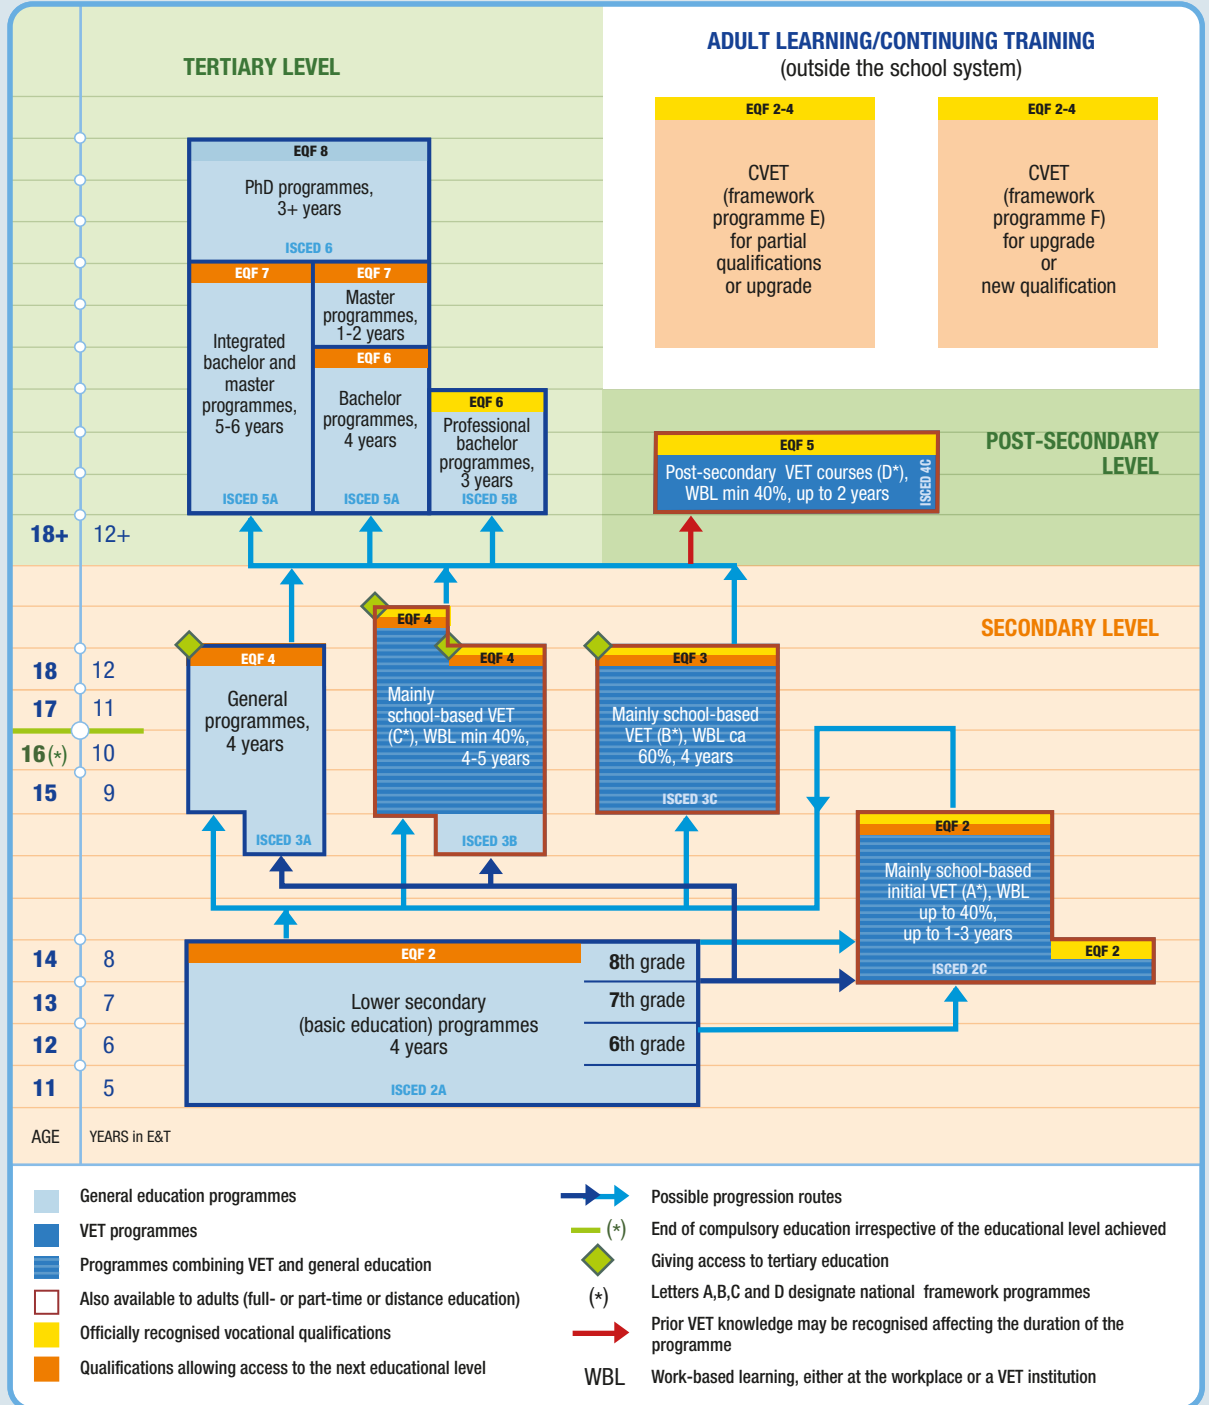 TERTIARY LEVEL
ADULT LEARNING/CONTINUING TRAINING
(outside the school system)
EQF 2-4
CVET
(framework
programme E)
for partial
qualifications
or upgrade
EQF 2-4
CVET
(framework
programme F)
for upgrade
or
new qualification
EQF 8
PhD programmes,
3+ years
ISCED 6
EQF 7
Integrated
bachelor and
master
programmes,
5-6 years
ISCED 5A
EQF 7
Master
programmes,
1-2 years
EQF 6
Bachelor
programmes,
4 years
ISCED 5A
EQF 6
Professional
bachelor
programmes,
3 years
ISCED 5B
EQF 5
Post-secondary VET courses (D*),
WBL min 40%, up to 2 years
ISCED 4C
POST-SECONDARY
LEVEL
18+ 12+
SECONDARY LEVEL
EQF 4
General
programmes,
4 years
ISCED 3A
EQF 4
EQF 4
Mainly
school-based VET
(C*), WBL min 40%,
4-5 years
ISCED 3B
EQF 3
Mainly school-based
VET (B*), WBL ca
60%, 4 years
ISCED 3C
18 12
17 11
16 (*) 10
15 9
EQF 2
Mainly school-based
initial VET (A*), WBL
up to 40%,
up to 1-3 years
ISCED 2C
EQF 2
EQF 2
Lower secondary
(basic education) programmes
4 years
ISCED 2A
8th grade
7th grade
6th grade
14 8
13 7
12 6
11 5
AGE YEARS in E&T
General education programmes
VET programmes
Programmes combining VET and general education
Also available to adults (full- or part-time or distance education)
Officially recognised vocational qualifications
Qualifications allowing access to the next educational level
Possible progression routes
(*) End of compulsory education irrespective of the educational level achieved
Giving access to tertiary education
(*) Letters A,B,C and D designate national framework programmes
Prior VET knowledge may be recognised affecting the duration of the
programme
WBL Work-based learning, either at the workplace or a VET institution